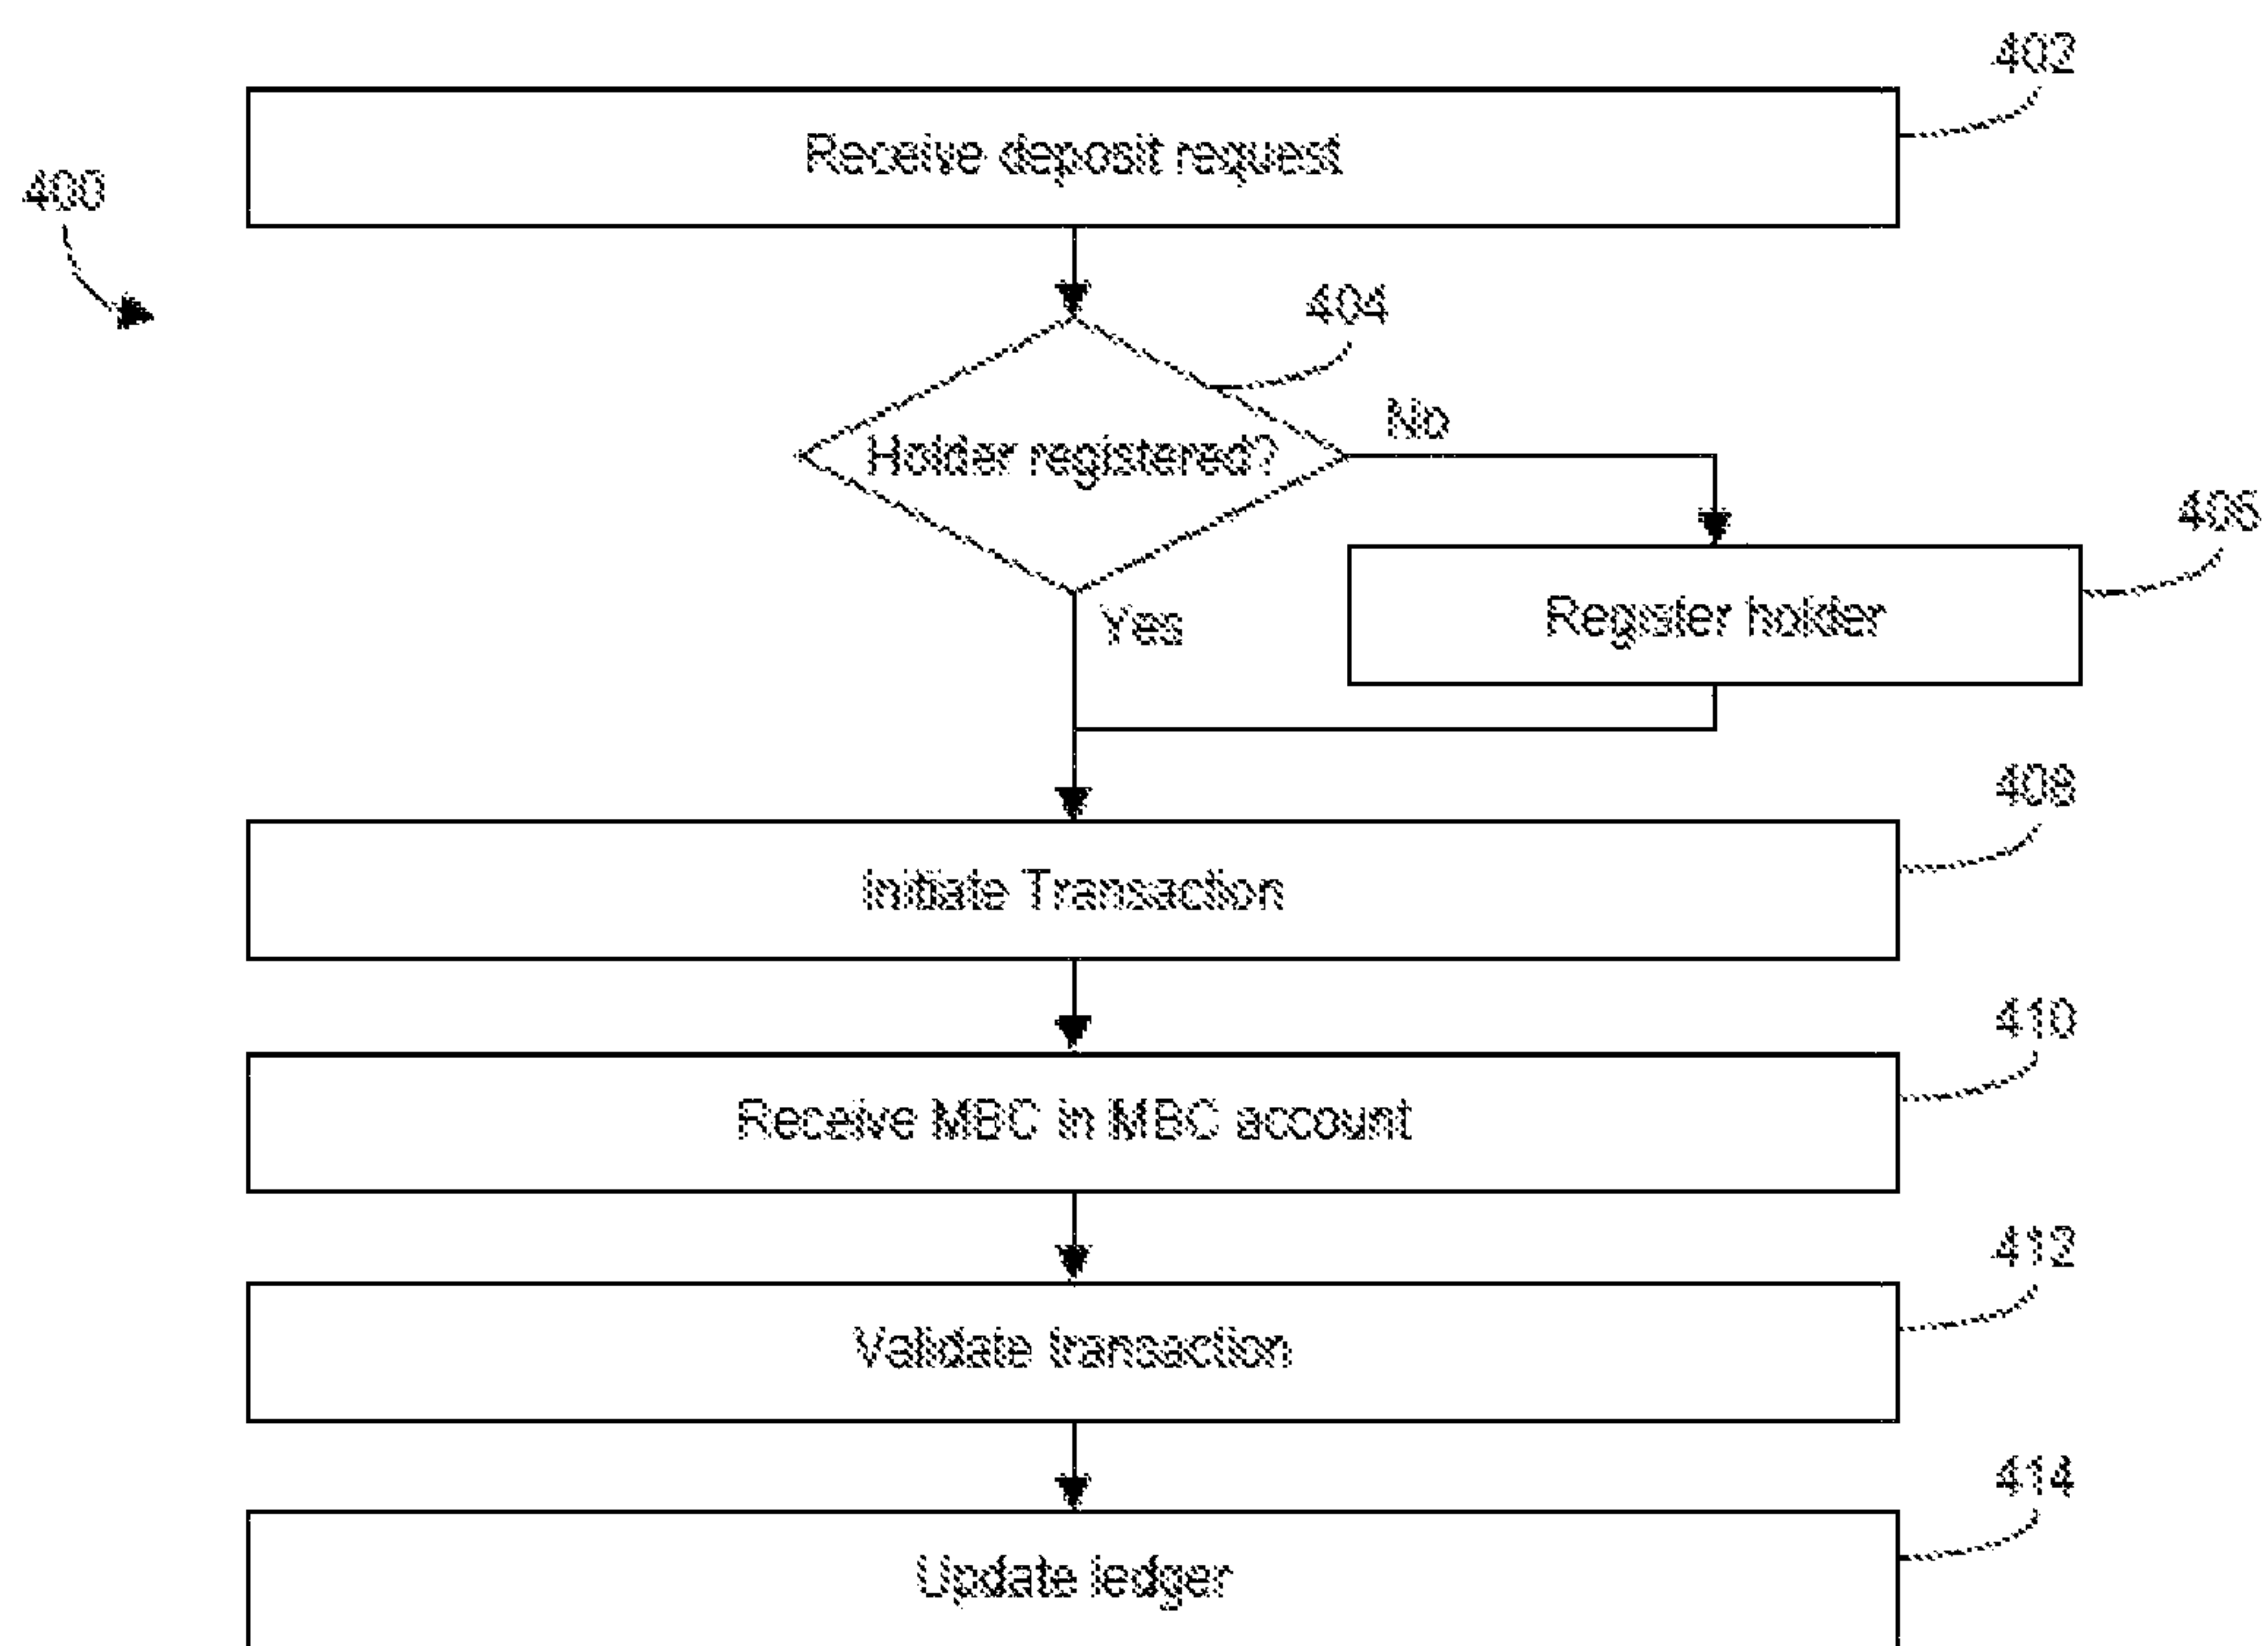 402
Receive deposit request
400
404
No
Holder registered?
406
Yes
Register holder
408
Initiate Transaction
410
Receive MBC in MBC account
412
Validate transaction
414
Update ledger